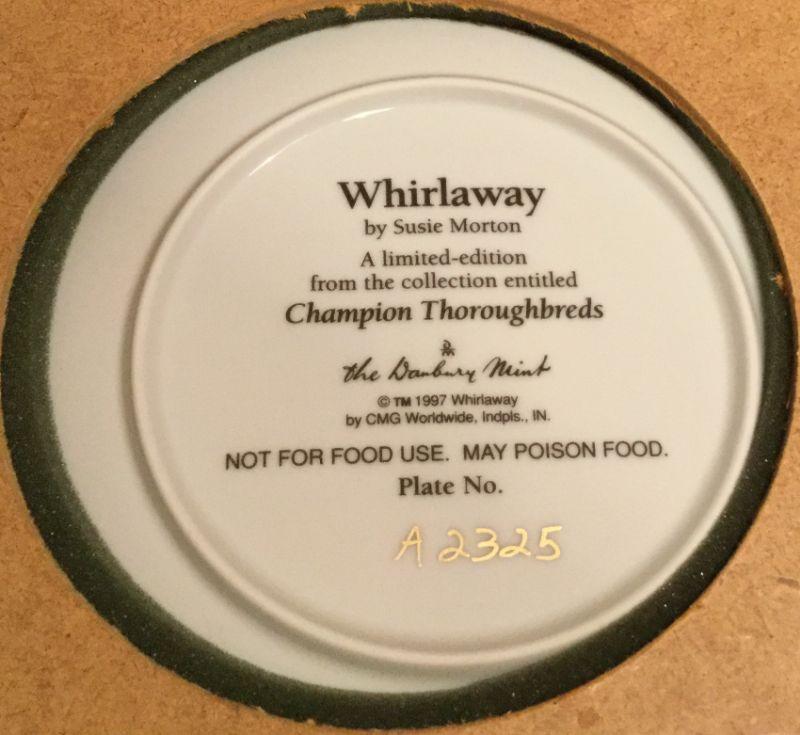 Whirlaway
by Susie Morton
A limited-edition
from the collection entitled
Champion Thoroughbreds
The Danbury Mint
© TM 1997 Whirlaway
by CMG Worldwide, Indpls., IN.
NOT FOR FOOD USE. MAY POISON FOOD.
Plate No.
A2325